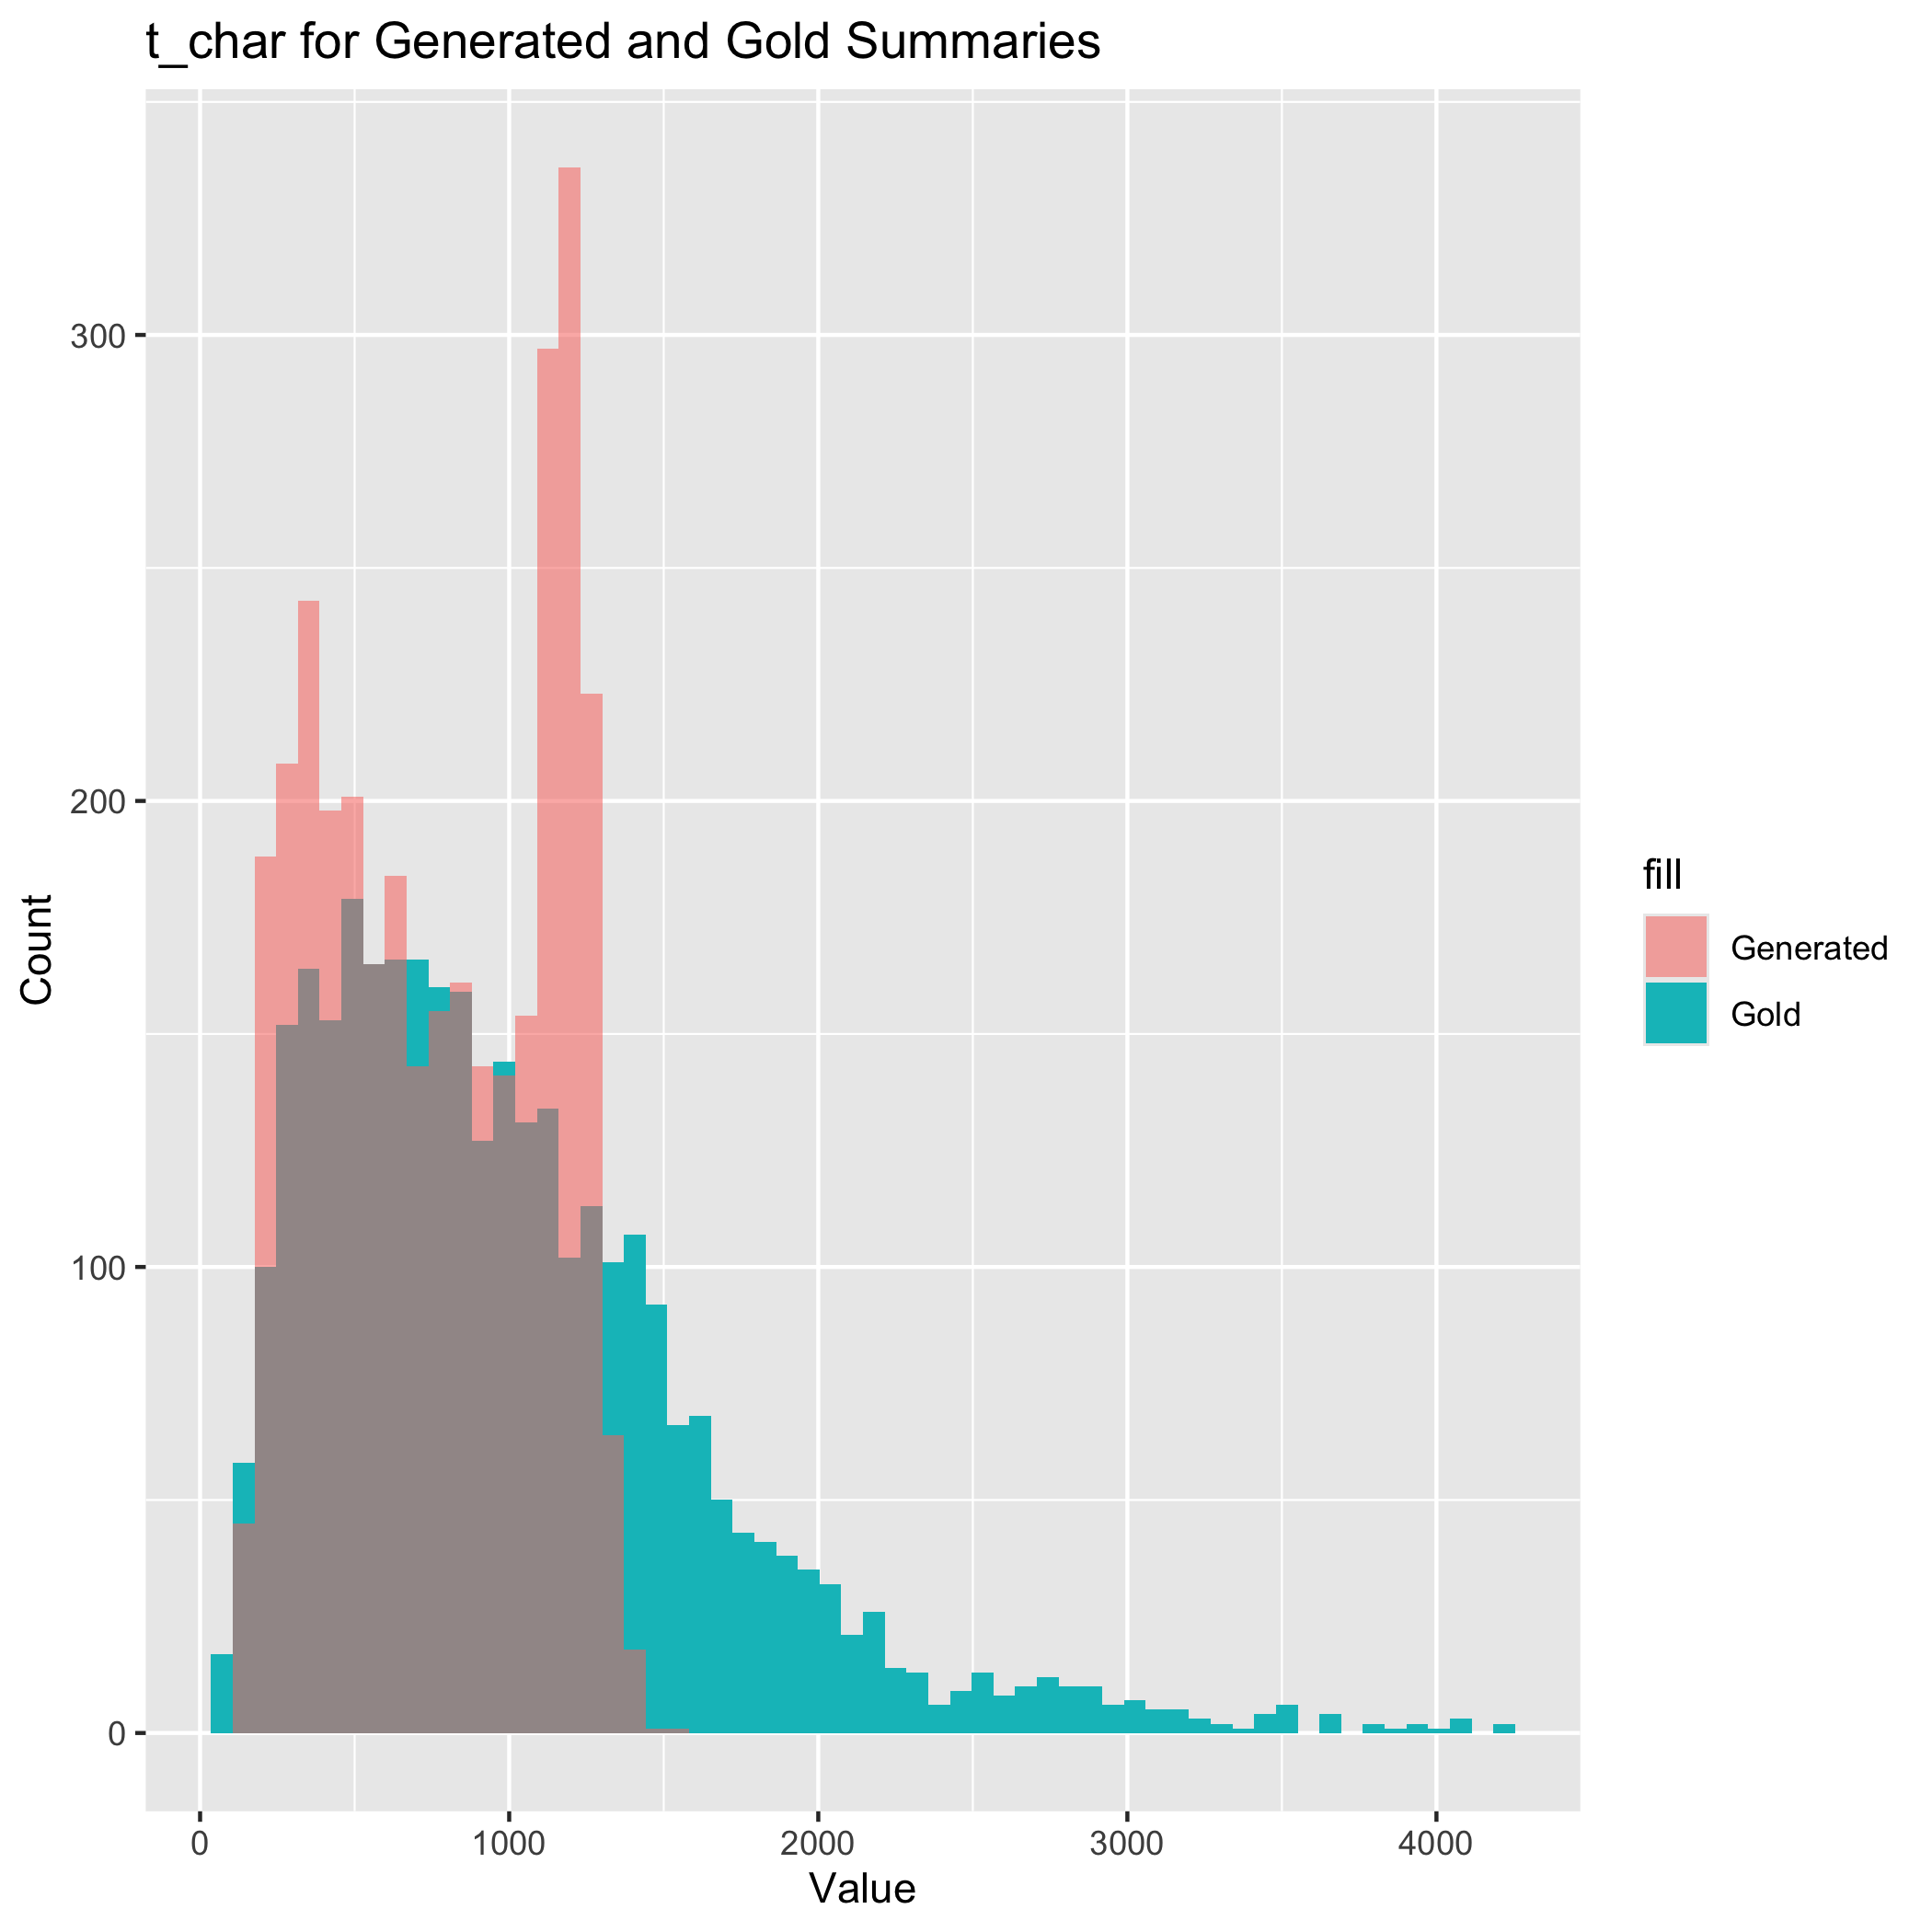 t_char for Generated and Gold Summaries
300
200
100
0
Count
0 1000 2000 3000 4000
Value
fill
Generated
Gold